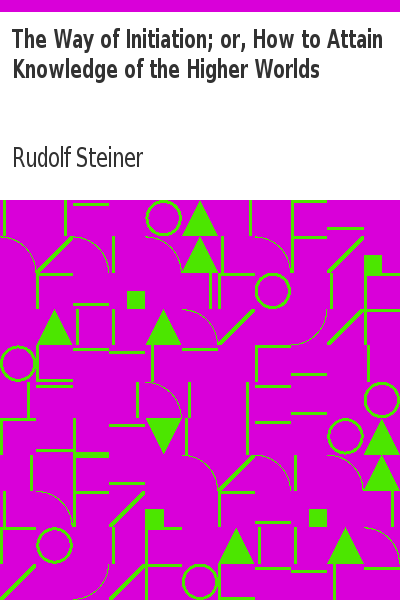 The Way of Initiation; or, How to Attain
Knowledge of the Higher Worlds
Rudolf Steiner